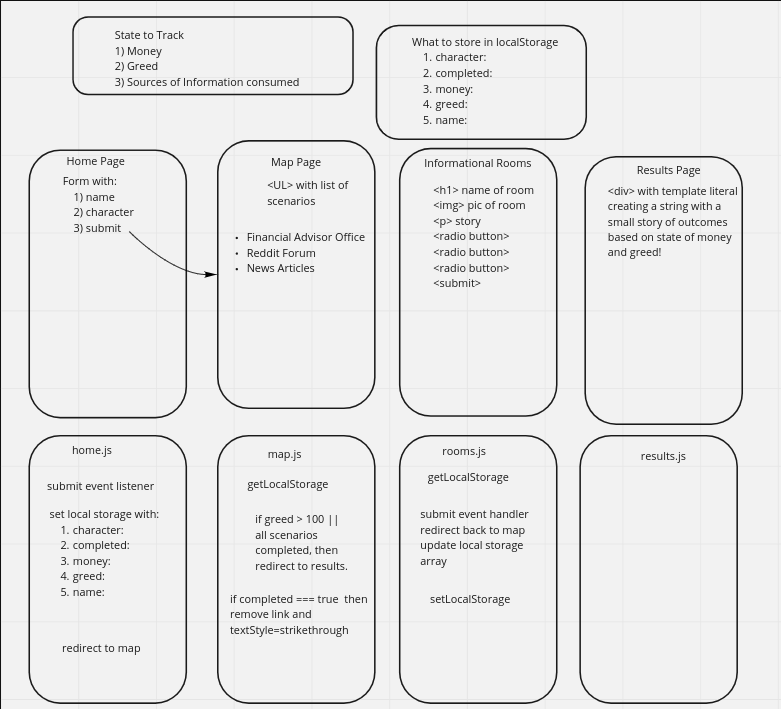 State to Track
1) Money
2) Greed
3) Sources of Information consumed
What to store in localStorage
1. character:
2. completed:
3. money:
4. greed:
5. name:
Home Page
Form with:
1) name
2) character
3) submit
Map Page
<UL> with list of
scenarios
• Financial Advisor Office
• Reddit Forum
• News Articles
Informational Rooms
<h1> name of room
<img> pic of room
<p> story
<radio button>
<radio button>
<radio button>
<submit>
Results Page
<div> with template literal
creating a string with a
small story of outcomes
based on state of money
and greed!
home.js
submit event listener
set local storage with:
1. character:
2. completed:
3. money:
4. greed:
5. name:
redirect to map
map.js
getLocalStorage
if greed > 100 ||
all scenarios
completed, then
redirect to results.
if completed === true then
remove link and
textStyle=strikethrough
rooms.js
getLocalStorage
submit event handler
redirect back to map
update local storage
array
setLocalStorage
results.js